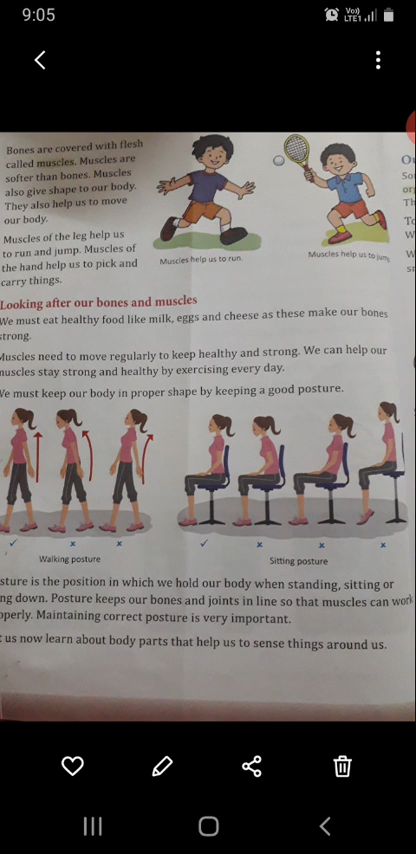 9:05
Vo))
LTE1
Bones are covered with flesh
called muscles. Muscles are
softer than bones. Muscles
also give shape to our body.
They also help us to move
our body.
Muscles of the leg help us
to run and jump. Muscles of
the hand help us to pick and
carry things.
Muscles help us to run.
Muscles help us to jum
Looking after our bones and muscles
We must eat healthy food like milk, eggs and cheese as these make our bones
strong.
Muscles need to move regularly to keep healthy and strong. We can help our
muscles stay strong and healthy by exercising every day.
We must keep our body in proper shape by keeping a good posture.
Walking posture
Sitting posture
sture is the position in which we hold our body when standing, sitting or
ng down. Posture keeps our bones and joints in line so that muscles can work
operly. Maintaining correct posture is very important.
t us now learn about body parts that help us to sense things around us.